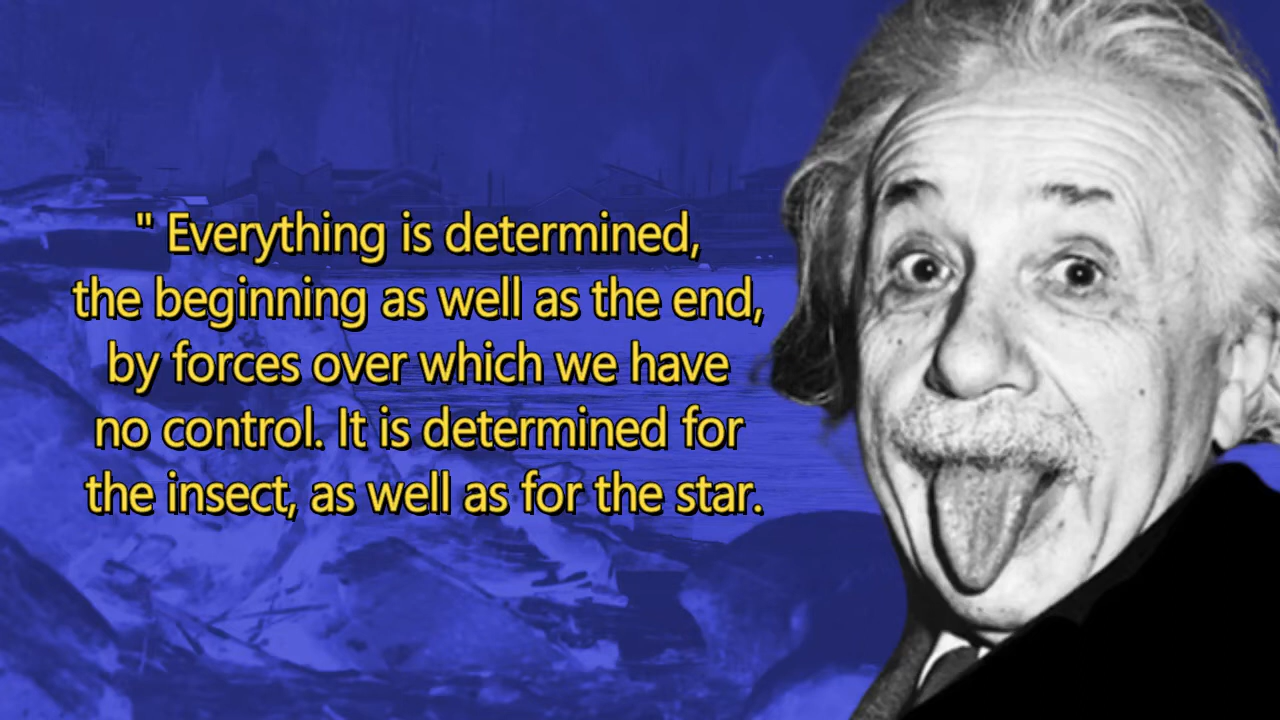 " Everything is determined,
the beginning as well as the end,
by forces over which we have
no control. It is determined for
the insect, as well as for the star.